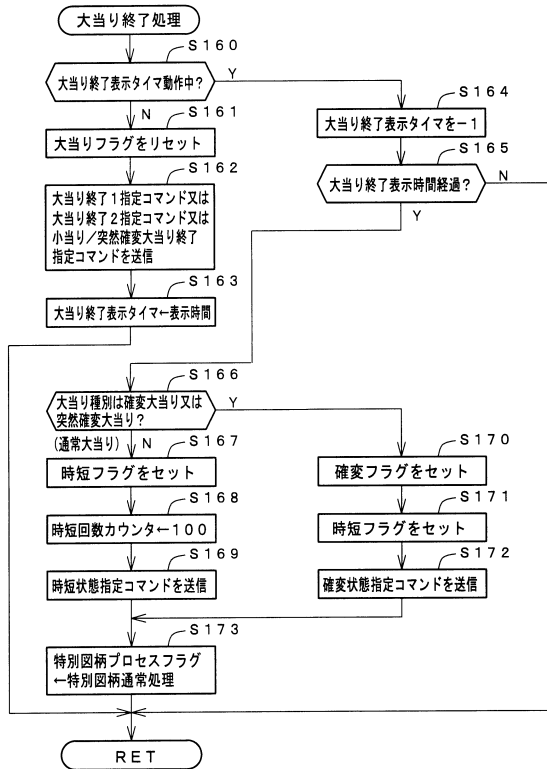 大当り終了処理
S160
大当り終了表示タイマ動作中?
Y
N
S161
大当りフラグをリセット
S162
大当り終了1指定コマンド又は
大当り終了2指定コマンド又は
小当り/突然確変大当り終了
指定コマンドを送信
S163
大当り終了表示タイマ←表示時間
S164
大当り終了表示タイマを-1
S165
大当り終了表示時間経過?
N
Y
S166
大当り種別は確変大当り又は
突然確変大当り?
Y
(通常大当り)
N
S167
時短フラグをセット
S168
時短回数カウンタ←100
S169
時短状態指定コマンドを送信
S170
確変フラグをセット
S171
時短フラグをセット
S172
確変状態指定コマンドを送信
S173
特別図柄プロセスフラグ
←特別図柄通常処理
RET